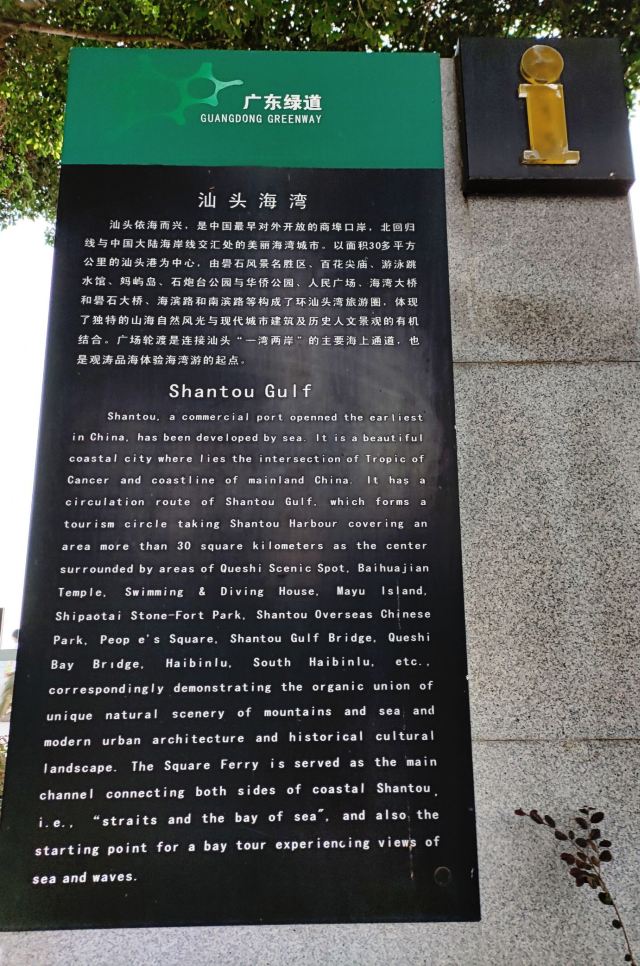 广东绿道
GUANGDONG GREENWAY
i
汕头海湾
汕头依海而兴，是中国最早对外开放的商埠口岸，北回归
线与中国大陆海岸线交汇处的美丽海湾城市。以面积30多平方
公里的汕头港为中心，由礐石风景名胜区、百花尖庙、游泳跳
水馆、妈屿岛、石炮台公园与华侨公园、人民广场、海湾大桥
和礐石大桥、海滨路和南滨路等构成了环汕头湾旅游圈，体现
了独特的山海自然风光与现代城市建筑及历史人文景观的有机
结合。广场轮渡是连接汕头“一湾两岸”的主要海上通道，也
是观涛品海体验海湾游的起点。
Shantou Gulf
Shantou, a commercial port openned the earliest
in China, has been developed by sea. It is a beautiful
coastal city where lies the intersection of Tropic of
Cancer and coastline of mainland China. It has a
circulation route of Shantou Gulf, which forms a
tourism circle taking Shantou Harbour covering an
area more than 30 square kilometers as the center
surrounded by areas of Queshi Scenic Spot, Baihuajian
Temple, Swimming & Diving House, Mayu Island,
Shipaotai Stone-Fort Park, Shantou Overseas Chinese
Park, Peop e's Square, Shantou Gulf Bridge, Queshi
Bay Bridge, Haibinlu, South Haibinlu, etc.,
correspondingly demonstrating the organic union of
unique natural scenery of mountains and sea and
modern urban architecture and historical cultural
landscape. The Square Ferry is served as the main
channel connecting both sides of coastal Shantou,
i.e., “straits and the bay of sea”, and also the
starting point for a bay tour experiencing views of
sea and waves.